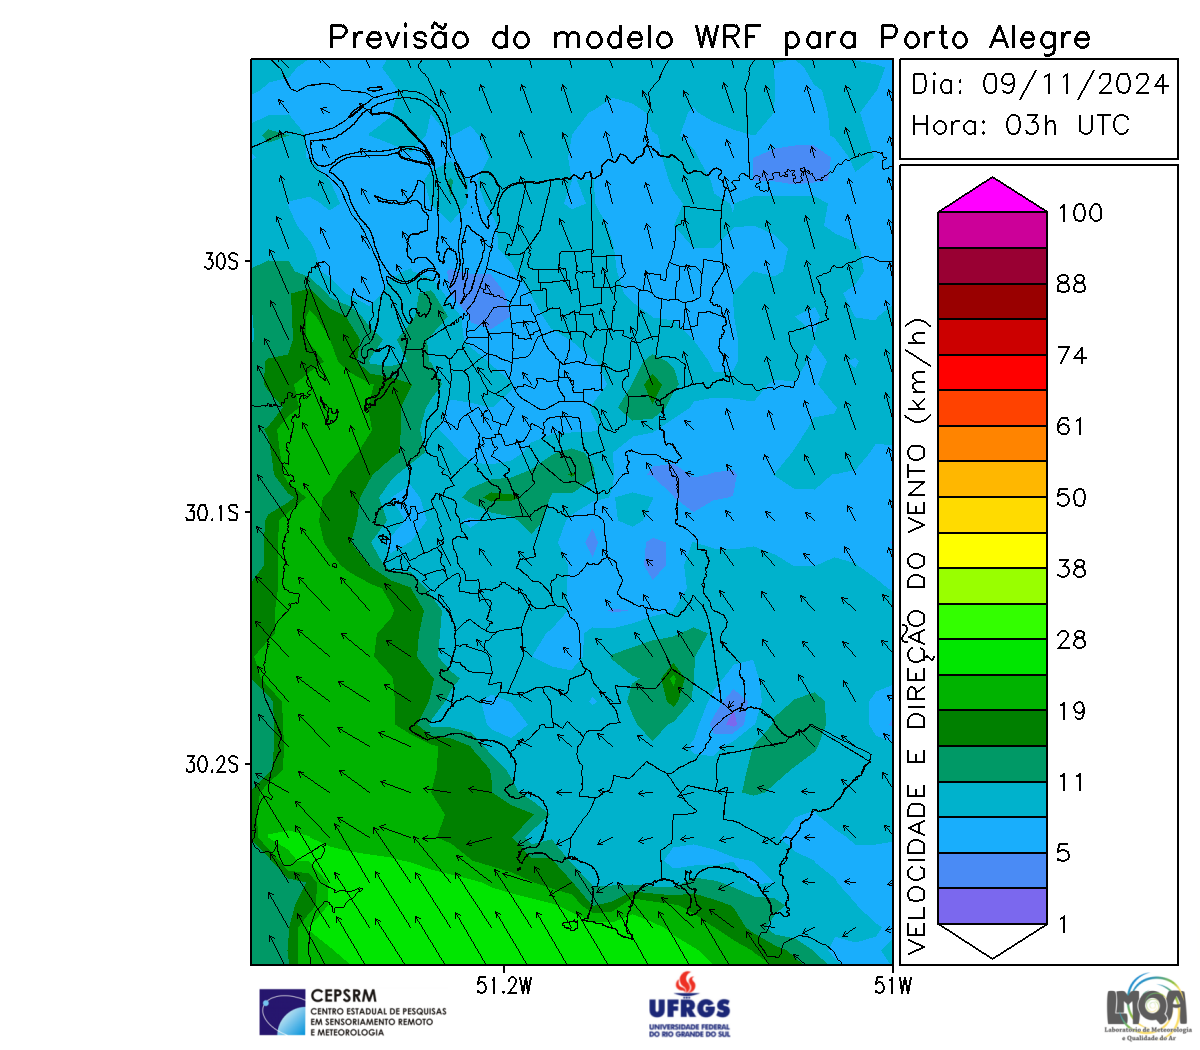 Previsão do modelo WRF para Porto Alegre
Dia: 09/11/2024
Hora: 03h UTC
100
88
74
61
50
38
28
19
11
5
1
VELOCIDADE E DIREÇÃO DO VENTO (km/h)
30S
30.1S
30.2S
51.2W
51W
CEPSRM
CENTRO ESTADUAL DE PESQUISAS
EM SENSORIAMENTO REMOTO
E METEOROLOGIA
UFRGS
UNIVERSIDADE FEDERAL
DO RIO GRANDE DO SUL
LMQA
Laboratório de Meteorologia
e Qualidade do Ar